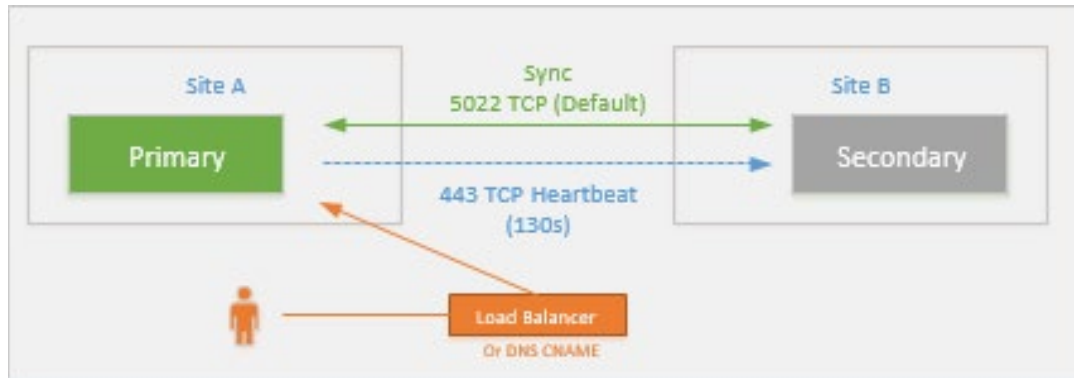 Site A
Sync
5022 TCP (Default)
Site B
Primary
Secondary
443 TCP Heartbeat
(130s)
Load Balancer
Or DNS CNAME